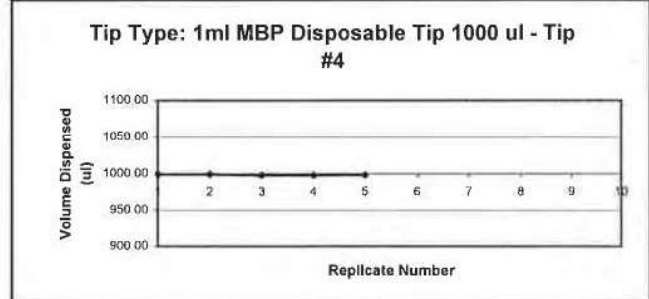 Tip Type: 1ml MBP Disposable Tip 1000 ul - Tip
#4
Volume Dispensed
(ul)
1100.00
1050.00
1000.00
950.00
900.00
1 2 3 4 5 6 7 8 9 10
Replicate Number